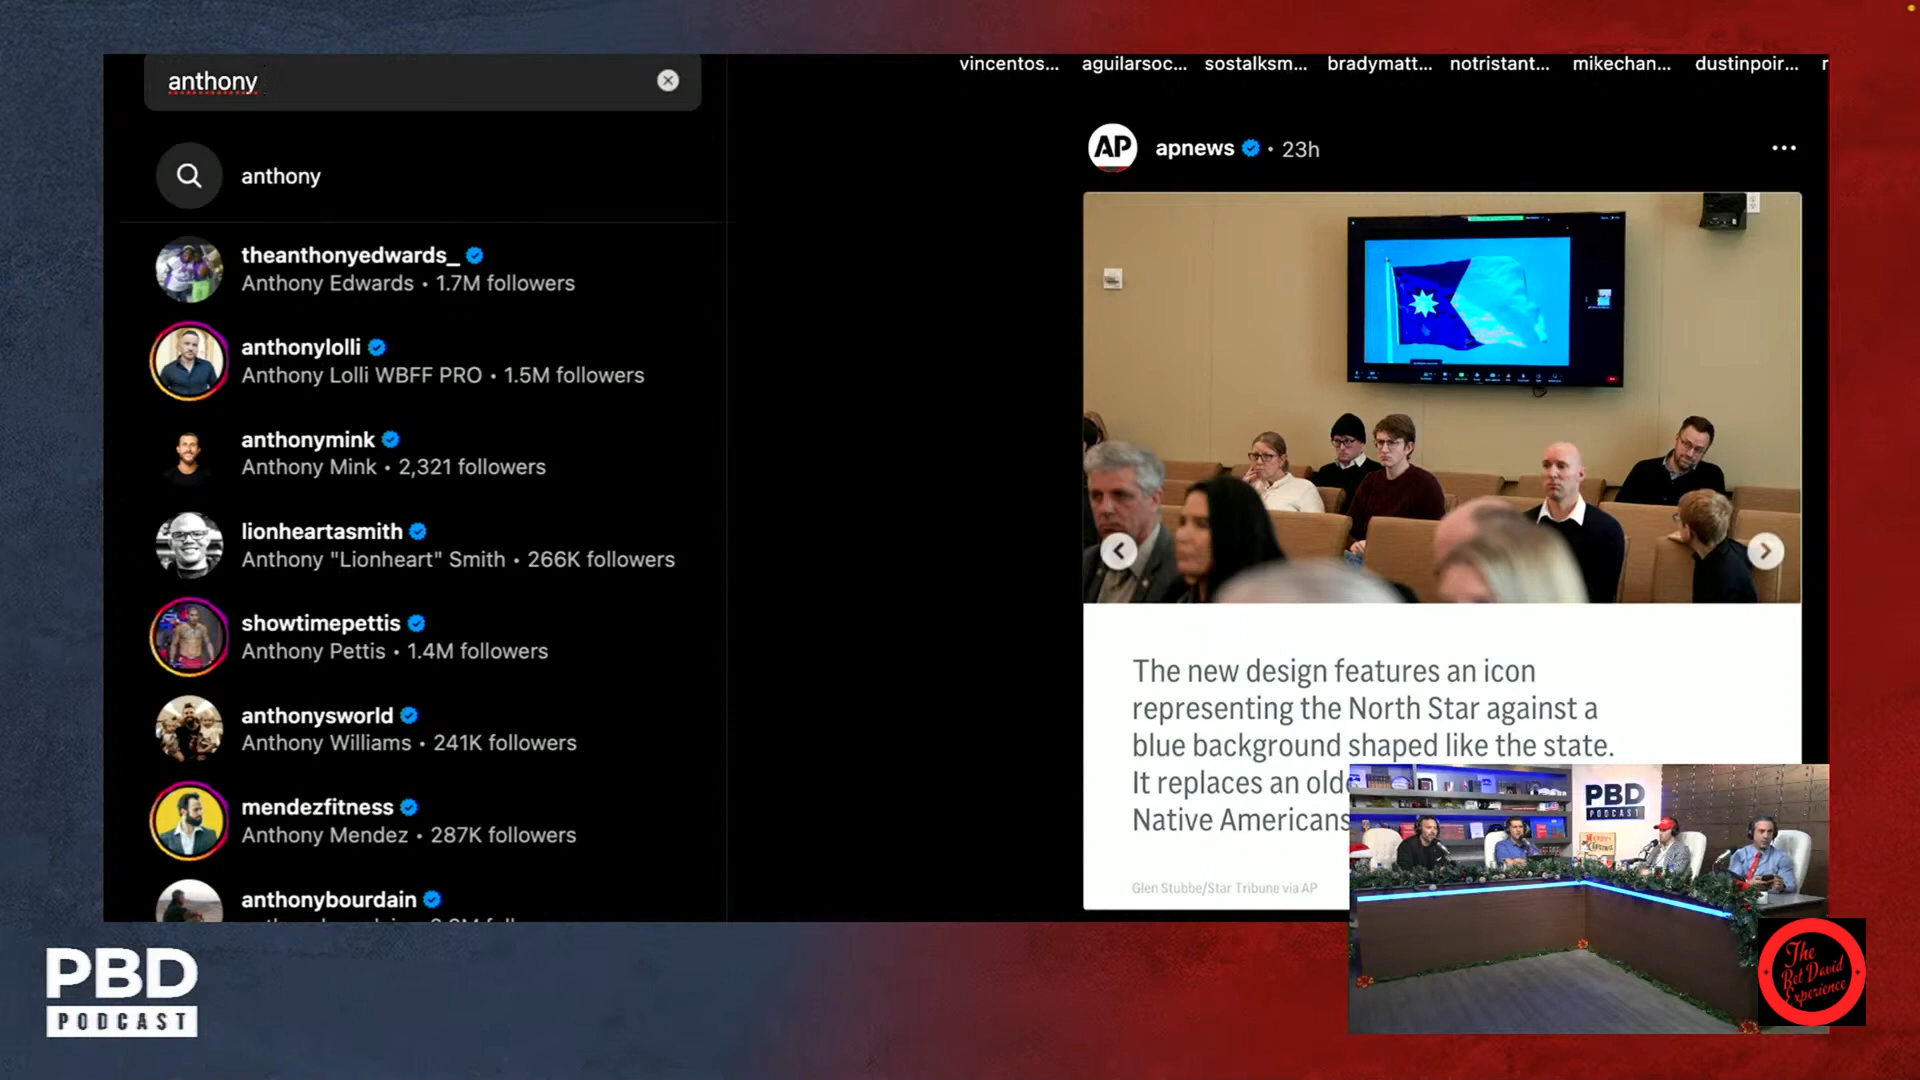 anthony
anthony
theanthonyedwards_
Anthony Edwards • 1.7M followers
anthonylolli
Anthony Lolli WBFF PRO • 1.5M followers
anthonymink
Anthony Mink • 2,321 followers
lionheartasmith
Anthony "Lionheart" Smith • 266K followers
showtimepettis
Anthony Pettis • 1.4M followers
anthonysworld
Anthony Williams • 241K followers
mendezfitness
Anthony Mendez • 287K followers
anthonybourdain
vincentos... aguilarsoc... sostalksm... bradymatt... notristant... mikechan... dustinpoir...
AP apnews • 23h
The new design features an icon
representing the North Star against a
blue background shaped like the state.
It replaces an olde
Native Americans
Glen Stubbe/Star Tribune via AP
PBD
PODCAST
PBD
PODCAST
The
Bet David
Experience